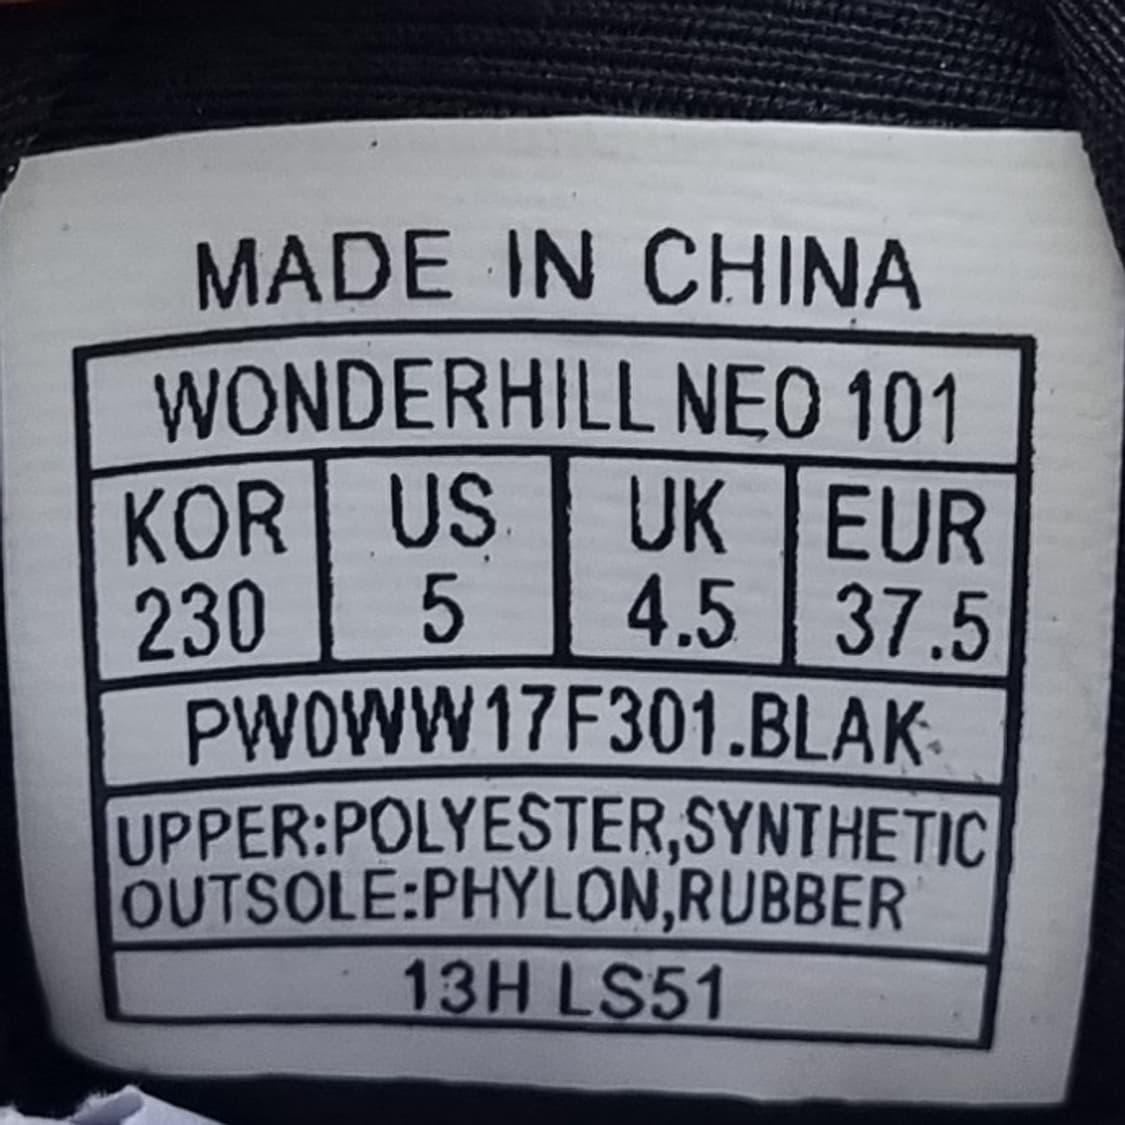 MADE IN CHINA
WONDERHILL NEO 101
KOR US UK EUR
230 5 4.5 37.5
PW0WW17F301.BLAK
UPPER:POLYESTER,SYNTHETIC
OUTSOLE:PHYLON,RUBBER
13H LS51